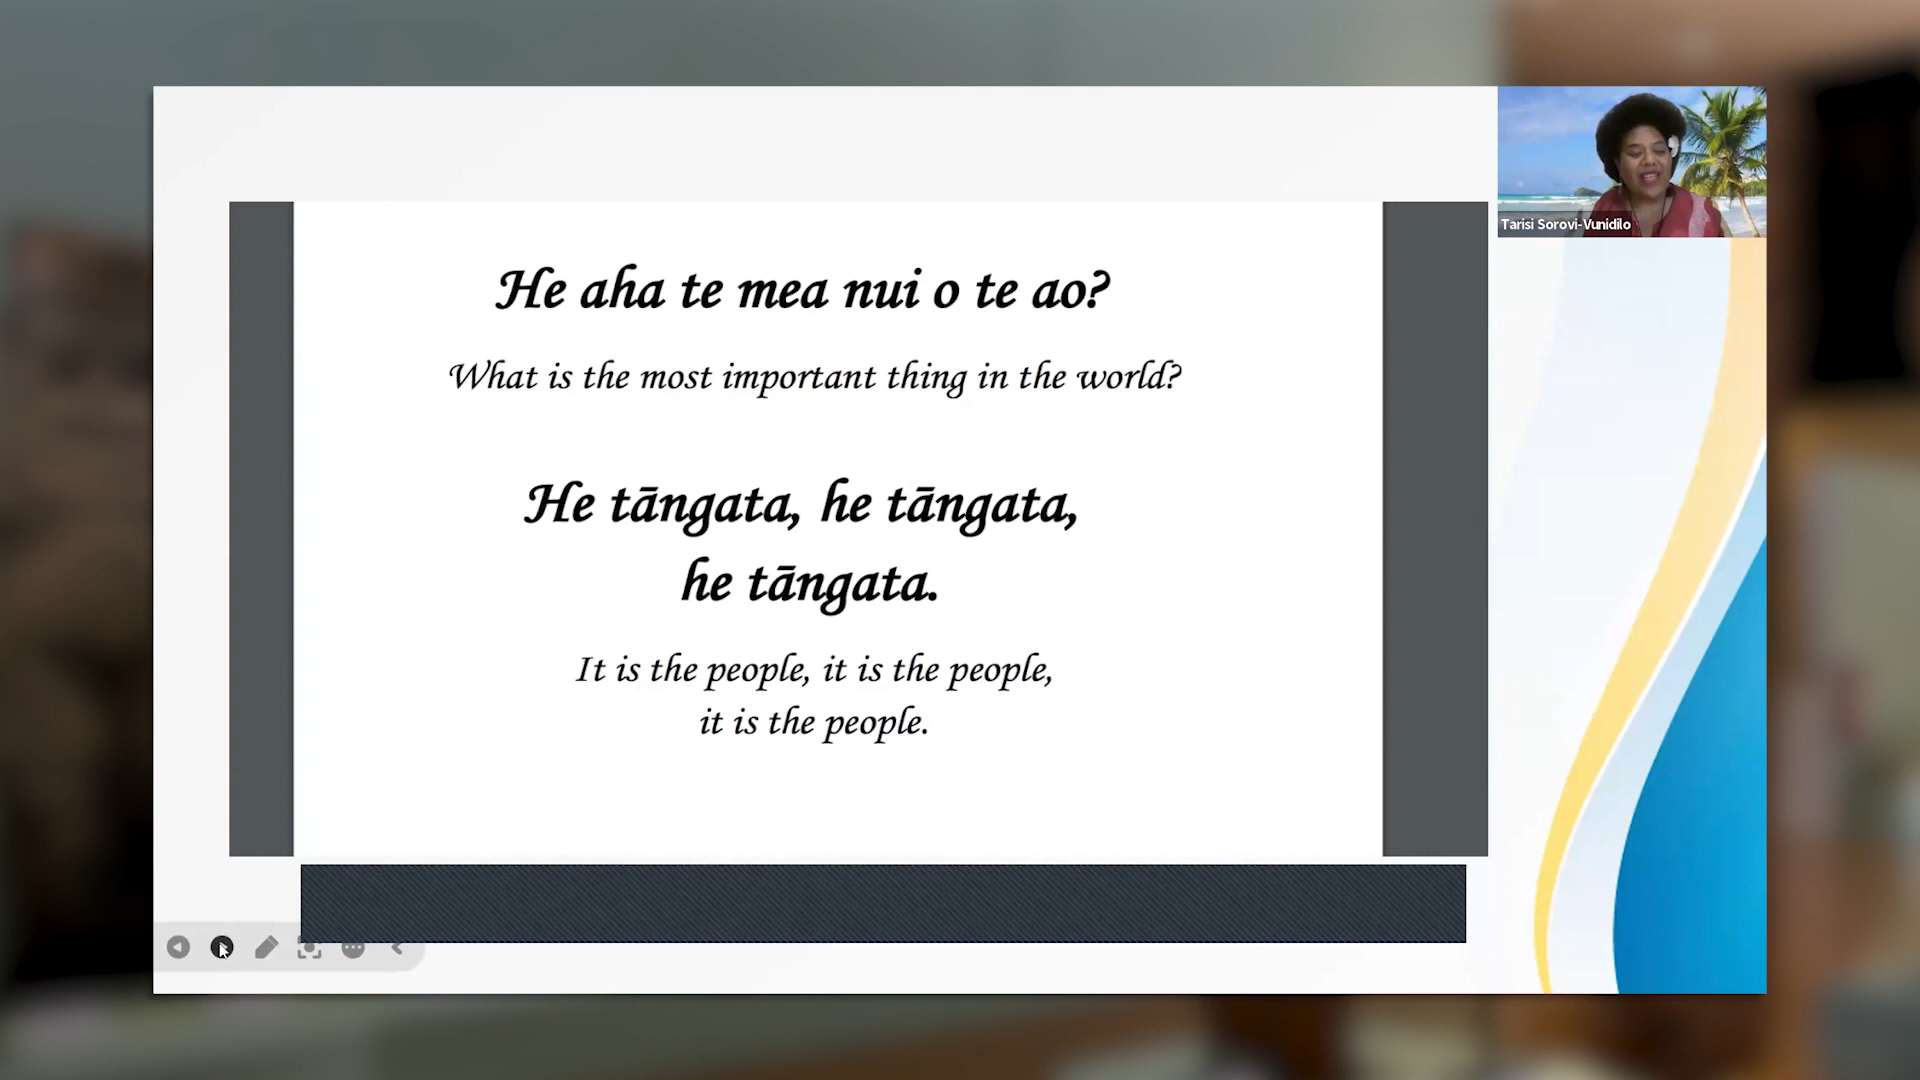 Tarisi Sorovi-Vunidilo
He aha te mea nui o te ao?
What is the most important thing in the world?
He tāngata, he tāngata,
he tāngata.
It is the people, it is the people,
it is the people.